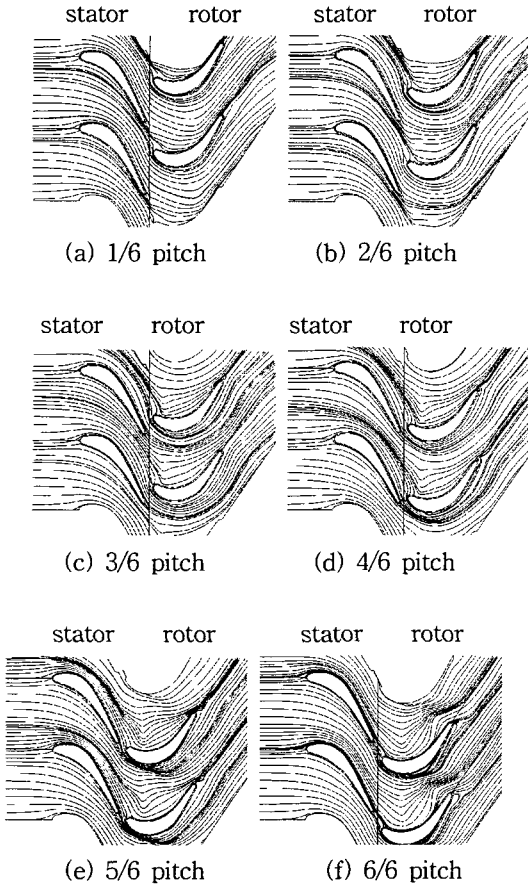 stator rotor stator rotor
(a) 1/6 pitch (b) 2/6 pitch
stator rotor stator rotor
(c) 3/6 pitch (d) 4/6 pitch
stator rotor stator rotor
(e) 5/6 pitch (f) 6/6 pitch